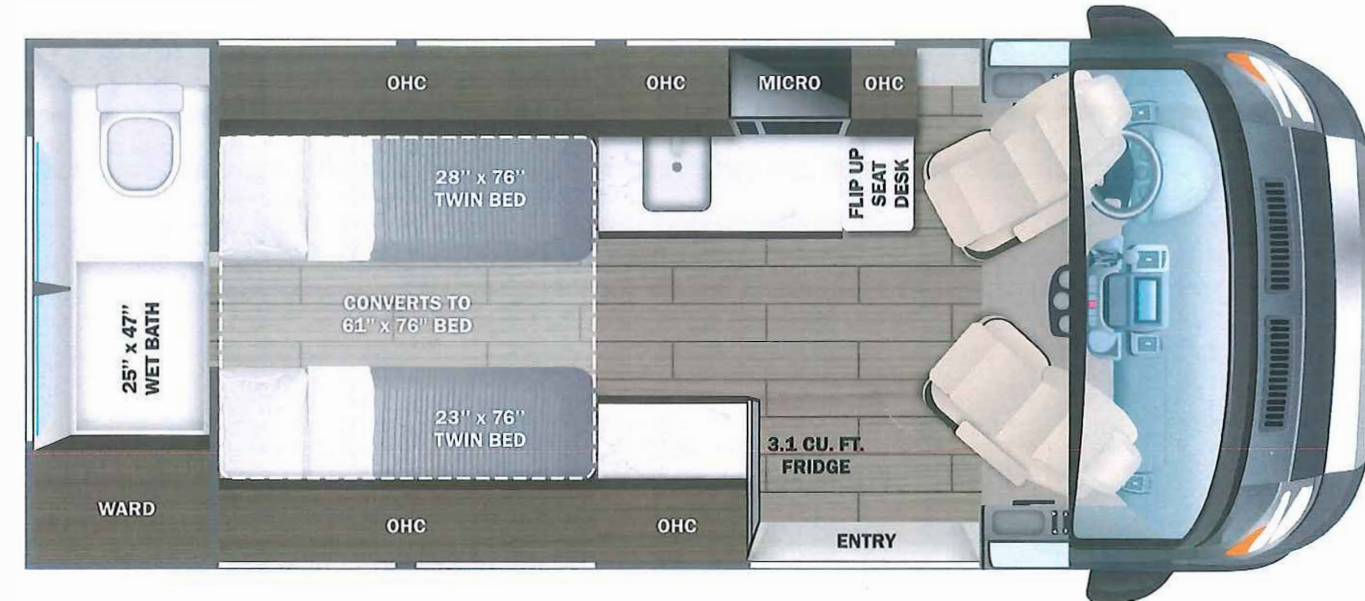 OHC
OHC
MICRO
OHC
28" x 76"
TWIN BED
FLIP UP
SEAT
DESK
CONVERTS TO
61" x 76" BED
25" x 47"
WET BATH
23" x 76"
TWIN BED
3.1 CU. FT.
FRIDGE
WARD
OHC
OHC
ENTRY